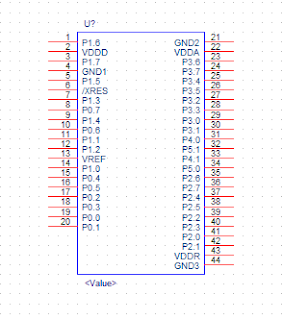 U?
1 P1.6 GND2 21
2 VDDD VDDA 22
3 P1.7 P3.6 23
4 GND1 P3.7 24
5 P1.5 P3.4 25
6 /XRES P3.5 26
7 P1.3 P3.2 27
8 P0.7 P3.3 28
9 P1.4 P3.0 29
10 P0.6 P3.1 30
11 P1.1 P4.0 31
12 P1.2 P5.1 32
13 VREF P4.1 33
14 P1.0 P5.0 34
15 P0.4 P2.6 35
16 P0.5 P2.7 36
17 P0.2 P2.4 37
18 P0.3 P2.5 38
19 P0.0 P2.2 39
20 P0.1 P2.3 40
P2.0 41
P2.1 42
VDDR 43
GND3 44
<Value>